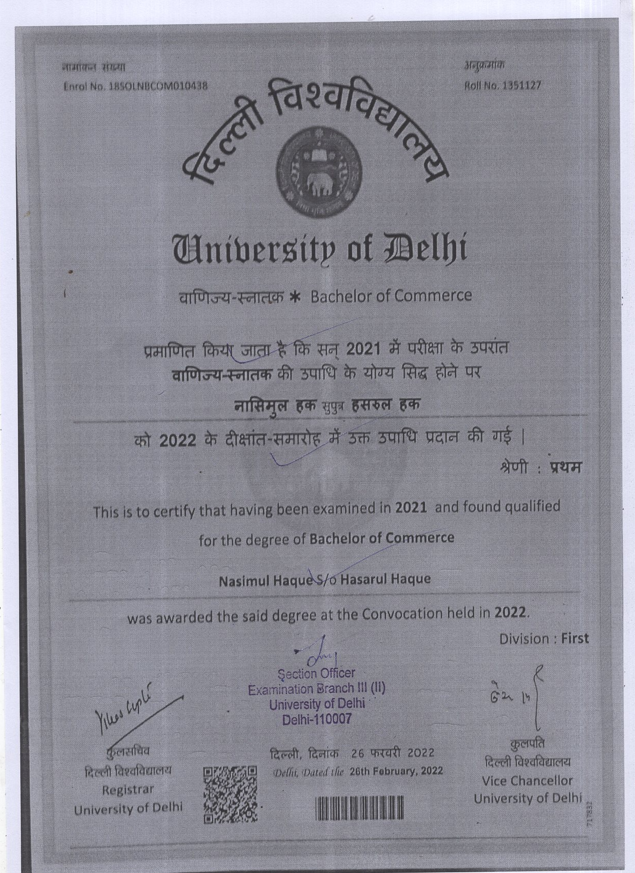 नामांकन संख्या
Enrol No. 18SOLNBCOM010438
अनुक्रमांक
Roll No. 1351127
दिल्ली विश्वविद्यालय
University of Delhi
वाणिज्य-स्नातक * Bachelor of Commerce
प्रमाणित किया जाता है कि सन् 2021 में परीक्षा के उपरांत
वाणिज्य-स्नातक की उपाधि के योग्य सिद्ध होने पर
नासिमुल हक सुपुत्र हसरुल हक
को 2022 के दीक्षांत-समारोह में उक्त उपाधि प्रदान की गई |
श्रेणी : प्रथम
This is to certify that having been examined in 2021 and found qualified
for the degree of Bachelor of Commerce
Nasimul Haque S/o Hasarul Haque
was awarded the said degree at the Convocation held in 2022.
Division : First
Section Officer
Examination Branch III (II)
University of Delhi
Delhi-110007
कुलसचिव
दिल्ली विश्वविद्यालय
Registrar
University of Delhi
दिल्ली, दिनांक 26 फरवरी 2022
Delhi, Dated the 26th February, 2022
कुलपति
दिल्ली विश्वविद्यालय
Vice Chancellor
University of Delhi
717832